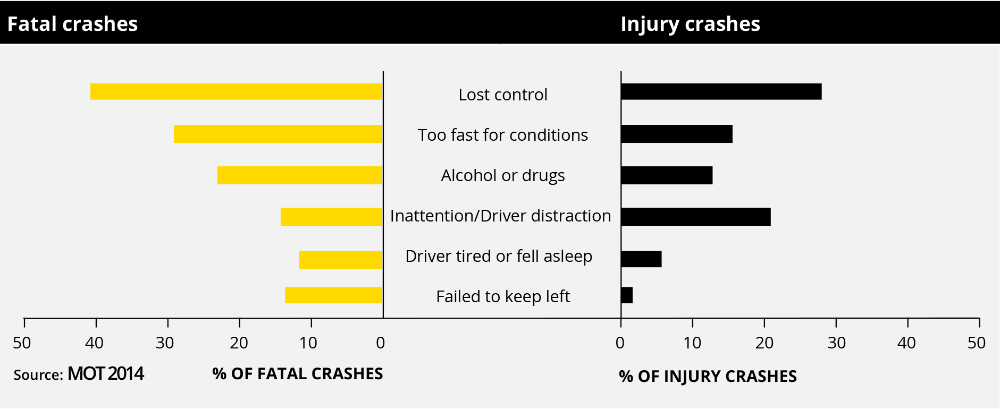 Fatal crashes
Injury crashes
Lost control
Too fast for conditions
Alcohol or drugs
Inattention/Driver distraction
Driver tired or fell asleep
Failed to keep left
50 40 30 20 10 0
0 10 20 30 40 50
Source: MOT 2014
% OF FATAL CRASHES
% OF INJURY CRASHES